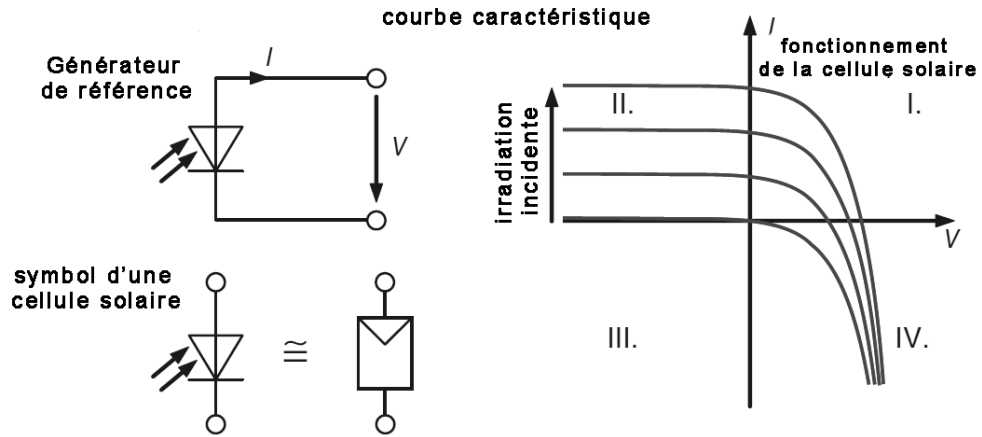 courbe caractéristique
Générateur
de référence
I
V
symbol d'une
cellule solaire
≅
I
fonctionnement
de la cellule solaire
II.
I.
irradiation
incidente
V
III.
IV.